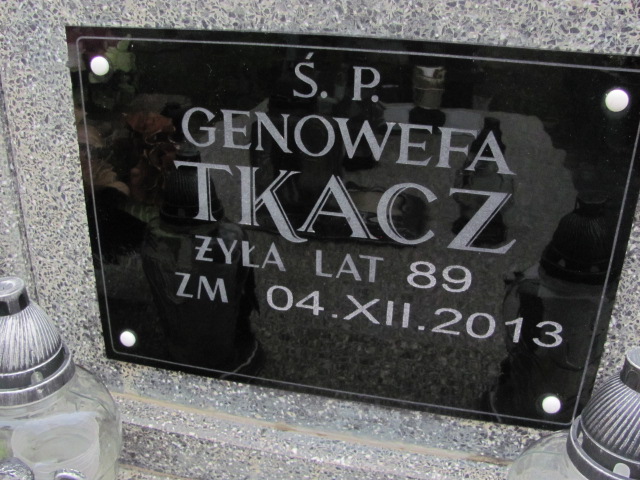 Ś. P.
GENOWEFA
TKACZ
ŻYŁA LAT 89
ZM 04.XII.2013